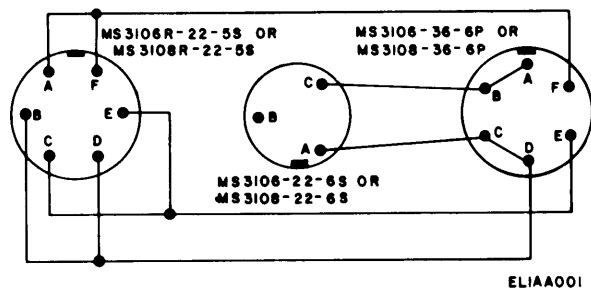 MS3106R-22-5S OR
MS3108R-22-5S
MS3106-36-6P OR
MS3108-36-6P
A
F
B
E
C
D
C
B
A
A
B
F
C
E
D
MS3106-22-6S OR
MS3108-22-6S
EL1AA001